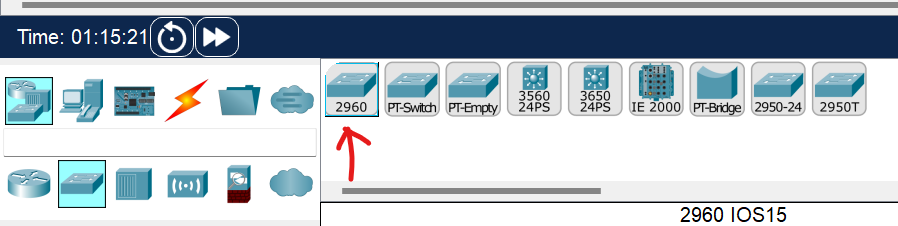 Time: 01:15:21
2960
PT-Switch
PT-Empty
3560
24PS
3650
24PS
IE 2000
PT-Bridge
2950-24
2950T
2960 IOS15